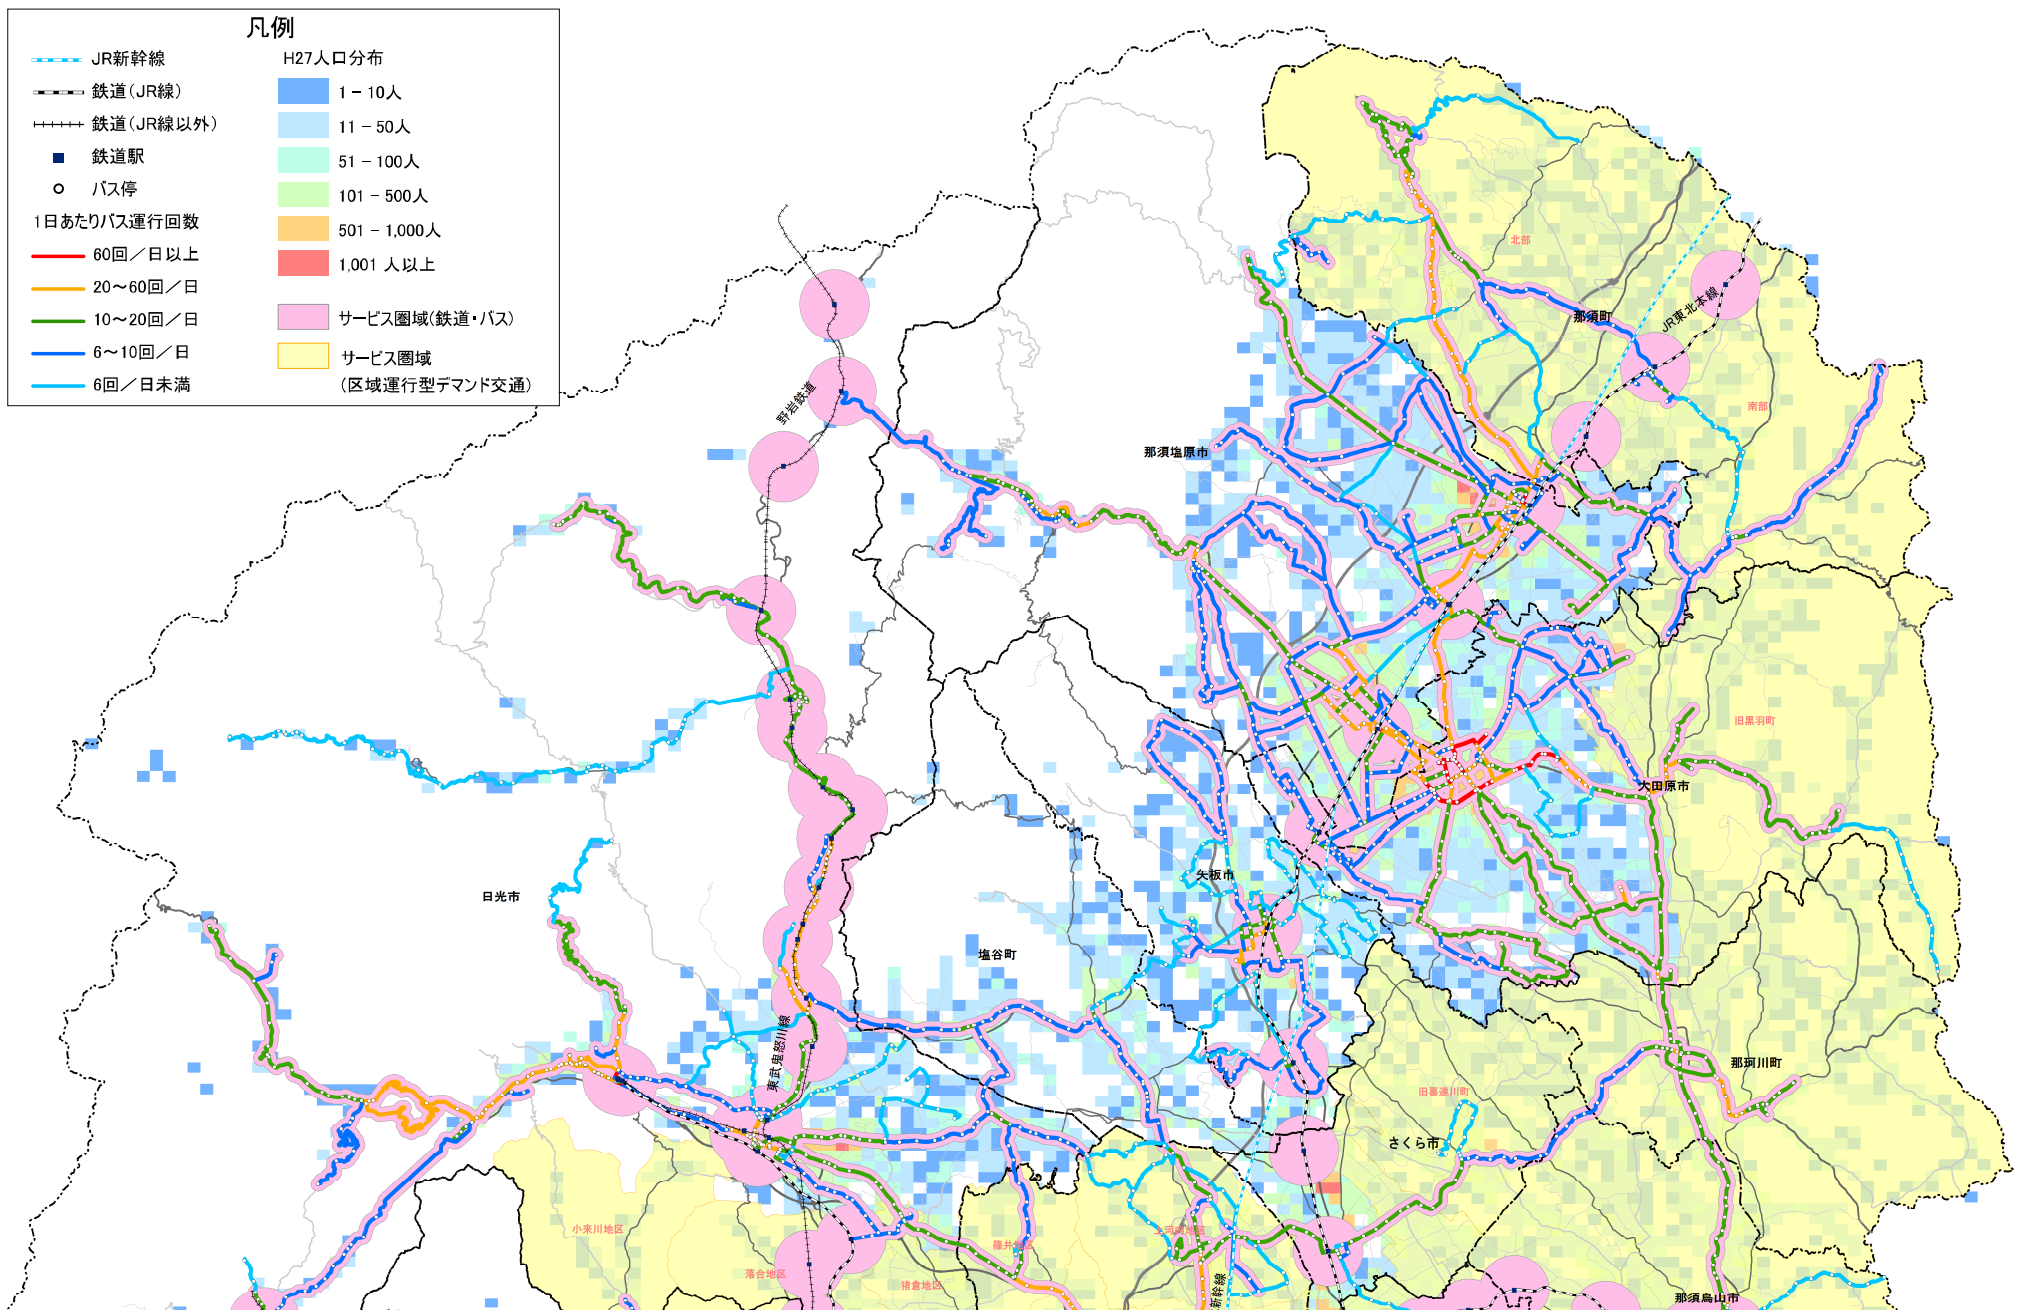 凡例
JR新幹線
鉄道(JR線)
鉄道(JR線以外)
鉄道駅
バス停
1日あたりバス運行回数
60回/日以上
20~60回/日
10~20回/日
6~10回/日
6回/日未満
H27人口分布
1-10人
11-50人
51-100人
101-500人
501-1,000人
1,001 人以上
サービス圏域(鉄道・バス)
サービス圏域
(区域運行型デマンド交通)
北部
那須町
JR東北本線
野岩鉄道
南部
那須塩原市
旧黒羽町
大田原市
矢板市
日光市
塩谷町
東武鬼怒川線
那珂川町
旧喜連川町
さくら市
小来川地区
上河内地区
篠井地区
落合地区
猪倉地区
新幹線
那須烏山市